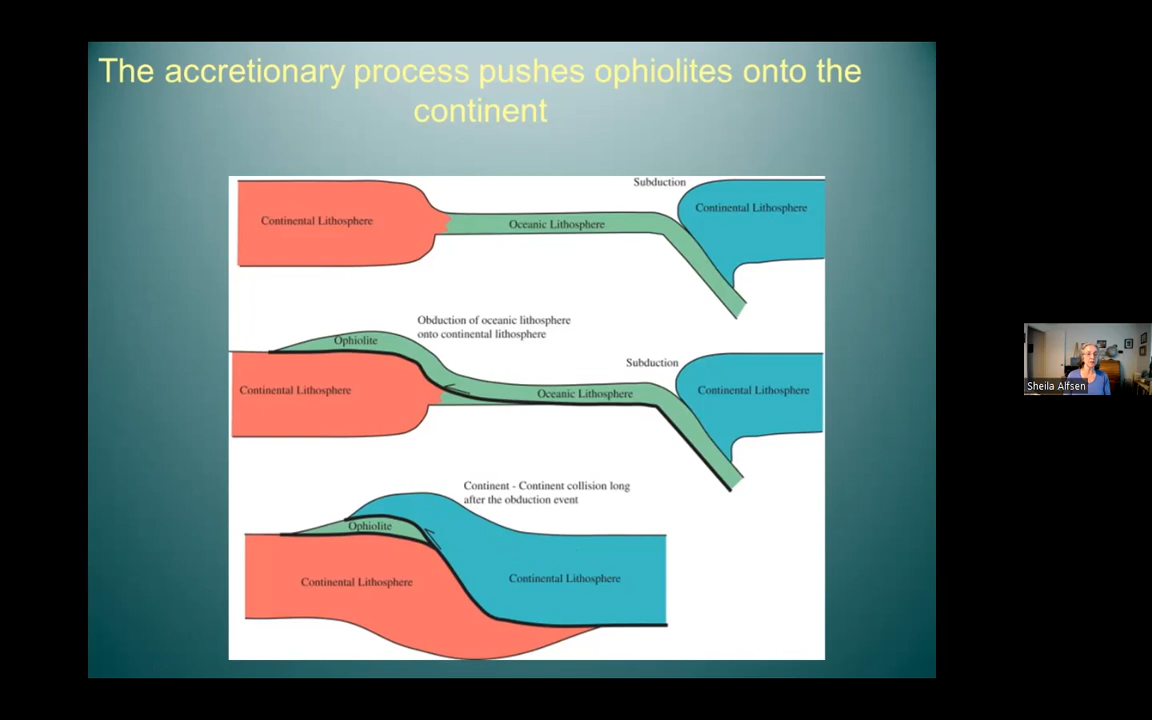 The accretionary process pushes ophiolites onto the
continent
Subduction
Continental Lithosphere
Continental Lithosphere
Oceanic Lithosphere
Obduction of oceanic lithosphere
onto continental lithosphere
Ophiolite
Subduction
Continental Lithosphere
Oceanic Lithosphere
Continental Lithosphere
Continent - Continent collision long
after the obduction event
Ophiolite
Continental Lithosphere
Continental Lithosphere
Sheila Alfsen